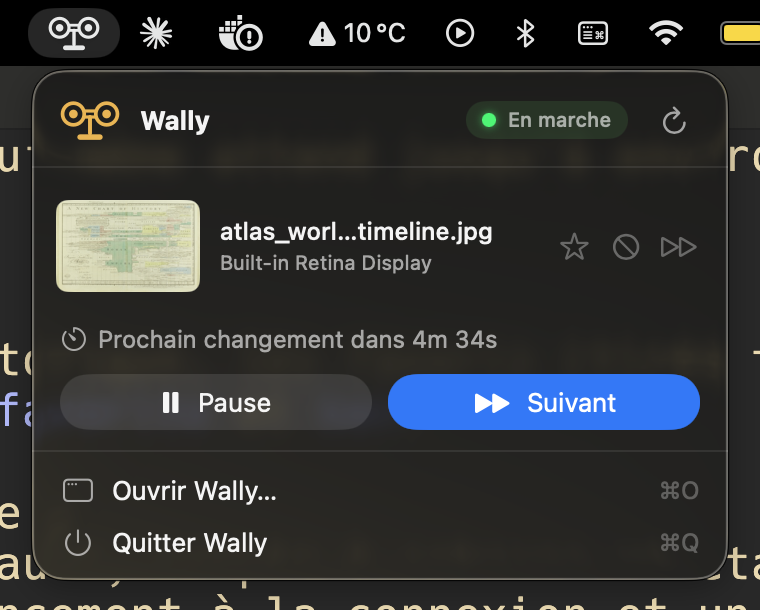 10 °C
Wally
En marche
atlas_worl...timeline.jpg
Built-in Retina Display
Prochain changement dans 4m 34s
Pause
Suivant
Ouvrir Wally...
⌘O
Quitter Wally
⌘Q